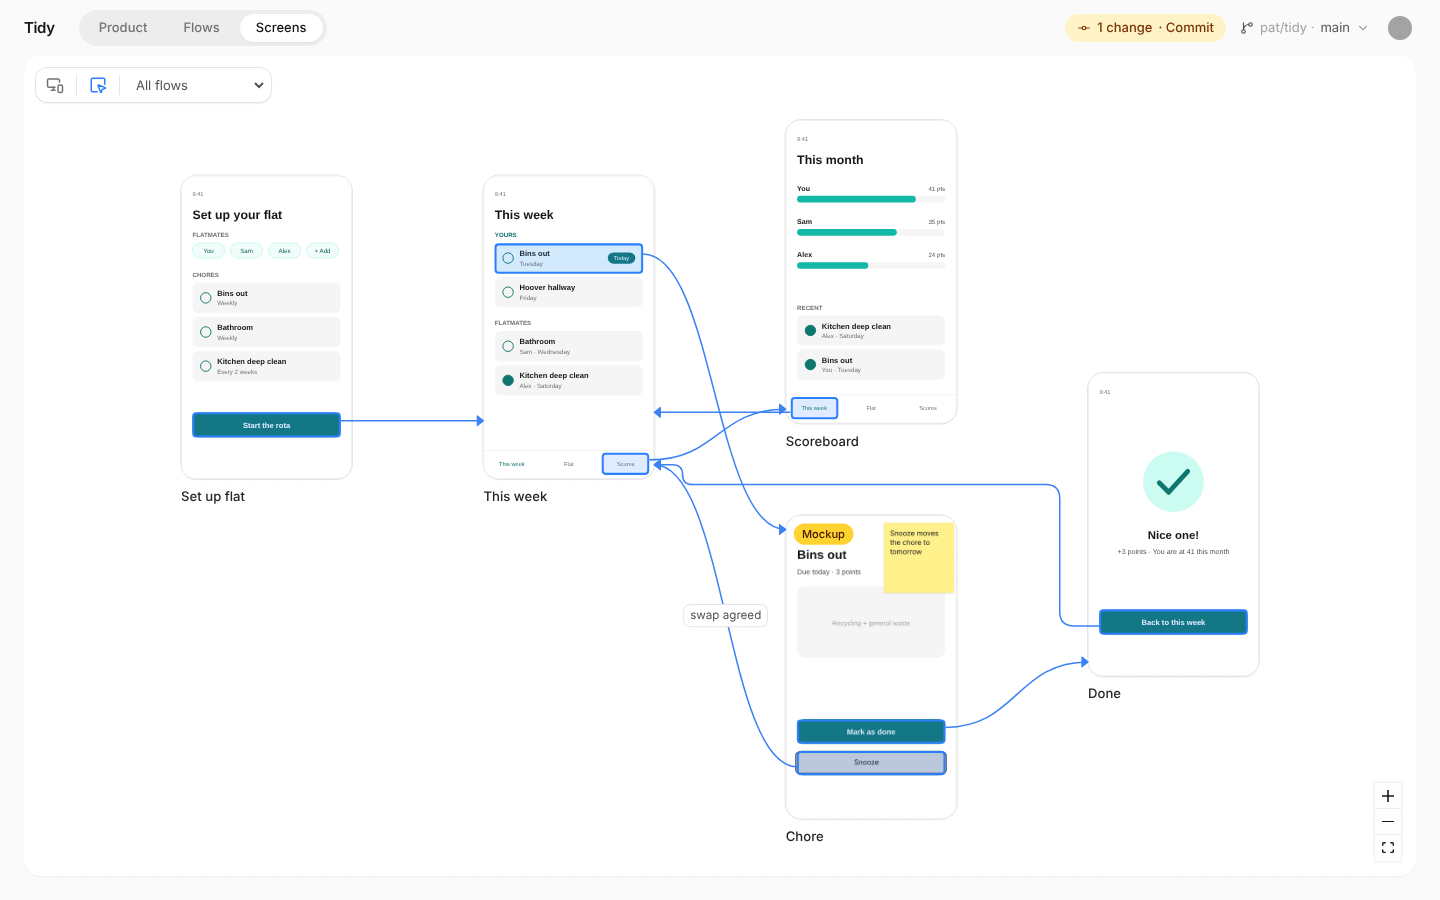 Tidy
Product
Flows
Screens
1 change · Commit
pat/tidy · main
All flows
9:41
Set up your flat
FLATMATES
You
Sam
Alex
+ Add
CHORES
Bins out
Weekly
Bathroom
Weekly
Kitchen deep clean
Every 2 weeks
Start the rota
Set up flat
9:41
This week
YOURS
Bins out
Tuesday
Today
Hoover hallway
Friday
FLATMATES
Bathroom
Sam · Wednesday
Kitchen deep clean
Alex · Saturday
This week
Flat
Scores
This week
9:41
This month
You
41 pts
Sam
35 pts
Alex
24 pts
RECENT
Kitchen deep clean
Alex · Saturday
Bins out
You · Tuesday
This week
Flat
Scores
Scoreboard
swap agreed
Mockup
Bins out
Due today · 3 points
Snooze moves
the chore to
tomorrow
Recycling + general waste
Mark as done
Snooze
Chore
9:41
Nice one!
+3 points · You are at 41 this month
Back to this week
Done